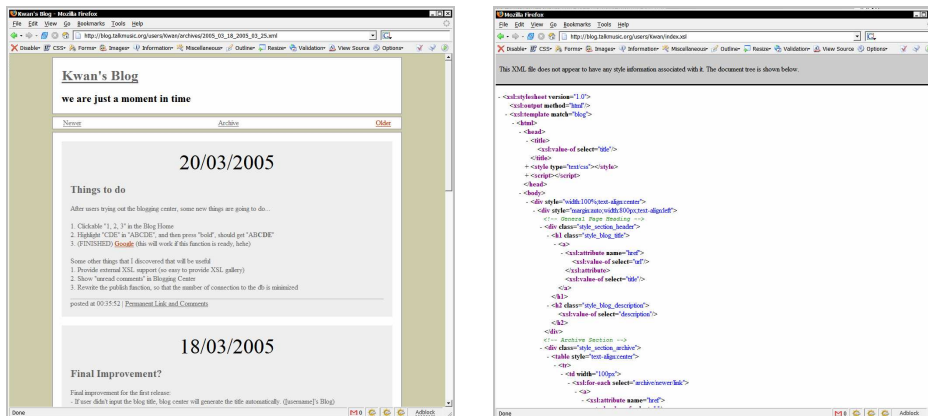 Kwan's Blog - Mozilla Firefox
File Edit View Go Bookmarks Tools Help
http://blog.talkmusic.org/users/Kwan/archives/2005_03_18_2005_03_25.xml
Disable CSS Forms Images Information Miscellaneous Outline Resize Validation View Source Options
Kwan's Blog
we are just a moment in time
Newer Archive Older
20/03/2005
Things to do
After users trying out the blogging center, some new things are going to do...
1. Clickable "1, 2, 3" in the Blog Home
2. Highlight "CDE" in "ABCDE", and then press "bold", should get "ABCDE"
3. (FINISHED) Google (this will work if this function is ready, hehe)
Some other things that I discovered that will be useful
1. Provide external XSL support (so easy to provide XSL gallery)
2. Show "unread comments" in Blogging Center
3. Rewrite the publish function, so that the number of connection to the db is minimized
posted at 00:35:52 | Permanent Link and Comments
18/03/2005
Final Improvement?
Final improvement for the first release:
- If user didn't input the blog title, blog center will generate the title automatically. ([username]'s Blog)
Done 0 Adblock
Mozilla Firefox
File Edit View Go Bookmarks Tools Help
http://blog.talkmusic.org/users/Kwan/index.xsl
Disable CSS Forms Images Information Miscellaneous Outline Resize Validation View Source Options
This XML file does not appear to have any style information associated with it. The document tree is shown below.
- <xsl:stylesheet version="1.0">
<xsl:output method="html"/>
- <xsl:template match="blog">
- <html>
- <head>
- <title>
<xsl:value-of select="title"/>
</title>
+ <style type="text/css"></style>
+ <script></script>
</head>
- <body>
- <div style="width:100%;text-align:center">
- <div style="margin:auto;width:800px;text-align:left">
<!-- General Page Heading -->
- <div class="style_section_header">
- <h1 class="style_blog_title">
- <a>
- <xsl:attribute name="href">
<xsl:value-of select="url"/>
</xsl:attribute>
<xsl:value-of select="title"/>
</a>
</h1>
- <h2 class="style_blog_description">
<xsl:value-of select="description"/>
</h2>
</div>
<!-- Archive Section -->
- <div class="style_section_archive">
- <table style="text-align:center">
- <tr>
- <td width="100px">
- <xsl:for-each select="archive/newer/link">
- <a>
- <xsl:attribute name="href">
Done 0 Adblock